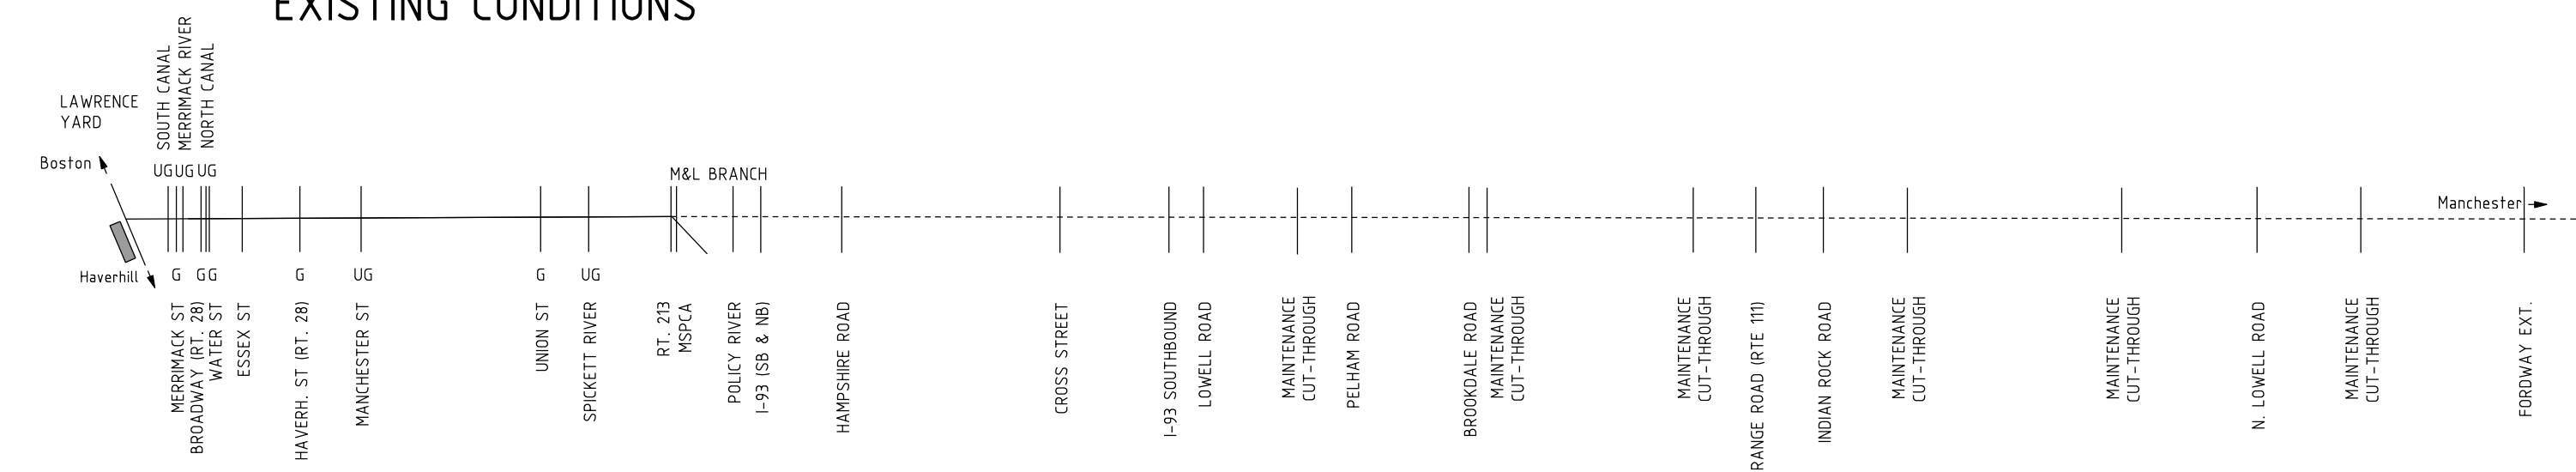 EXISTING CONDITIONS
SOUTH CANAL
MERRIMACK RIVER
NORTH CANAL
LAWRENCE
YARD
Boston
UG UG UG
M&L BRANCH
Manchester
Haverhill
G G G G UG G UG
MERRIMACK ST
BROADWAY (RT. 28)
WATER ST
ESSEX ST
HAVERH. ST (RT. 28)
MANCHESTER ST
UNION ST
SPICKETT RIVER
RT. 213
MSPCA
POLICY RIVER
I-93 (SB & NB)
HAMPSHIRE ROAD
CROSS STREET
I-93 SOUTHBOUND
LOWELL ROAD
MAINTENANCE
CUT-THROUGH
PELHAM ROAD
BROOKDALE ROAD
MAINTENANCE
CUT-THROUGH
MAINTENANCE
CUT-THROUGH
RANGE ROAD (RTE 111)
INDIAN ROCK ROAD
MAINTENANCE
CUT-THROUGH
MAINTENANCE
CUT-THROUGH
N. LOWELL ROAD
MAINTENANCE
CUT-THROUGH
FORDWAY EXT.